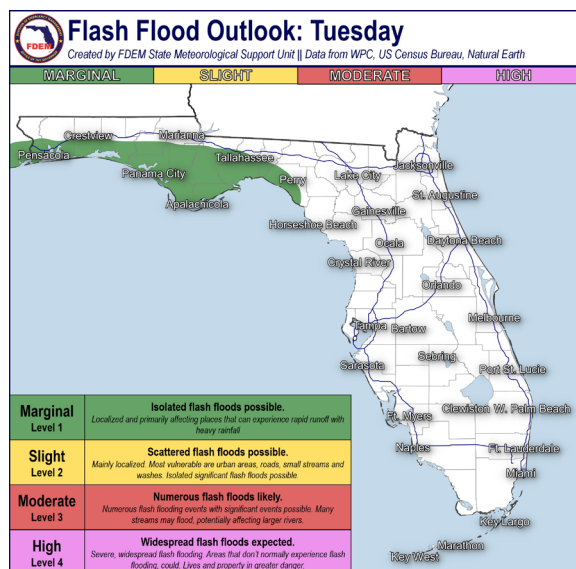 Flash Flood Outlook: Tuesday
Created by FDEM State Meteorological Support Unit || Data from WPC, US Census Bureau, Natural Earth
FDEM
MARGINAL SLIGHT MODERATE HIGH
Crestview
Marianna
Pensacola
Tallahassee
Jacksonville
Panama City
Perry
Lake City
St. Augustine
Apalachicola
Gainesville
Horseshoe Beach
Ocala
Daytona Beach
Crystal River
Orlando
Melbourne
Tampa
Bartow
Sebring
Sarasota
Port St. Lucie
Ft. Myers
Clewiston
W. Palm Beach
Naples
Ft. Lauderdale
Miami
Key Largo
Marathon
Key West
Marginal
Level 1
Isolated flash floods possible.
Localized and primarily affecting places that can experience rapid runoff with
heavy rainfall
Slight
Level 2
Scattered flash floods possible.
Mainly localized. Most vulnerable are urban areas, roads, small streams and
washes. Isolated significant flash floods possible
Moderate
Level 3
Numerous flash floods likely.
Numerous flash flooding events with significant events possible. Many
streams may flood, potentially affecting larger rivers.
High
Level 4
Widespread flash floods expected.
Severe, widespread flash flooding. Areas that don't normally experience flash
flooding, could. Lives and property in greater danger.